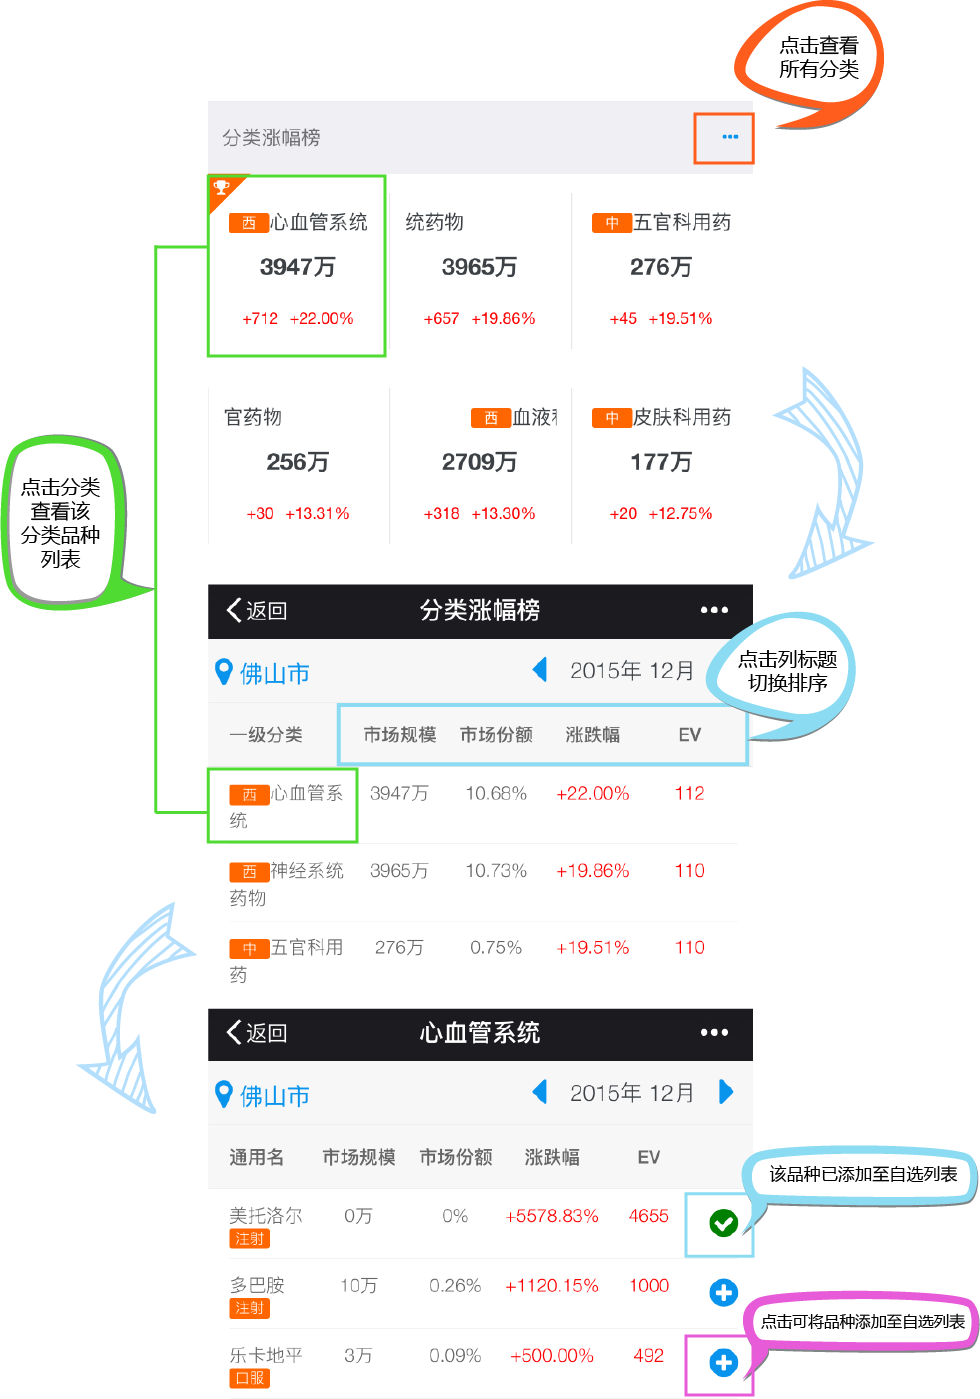 点击查看
所有分类
分类涨幅榜
西 心血管系统
统药物
中 五官科用药
3947万
3965万
276万
+712 +22.00%
+657 +19.86%
+45 +19.51%
官药物
西 血液
中 皮肤科用药
256万
2709万
177万
+30 +13.31%
+318 +13.30%
+20 +12.75%
点击分类
查看该
分类品种
列表
返回 分类涨幅榜
佛山市 2015年 12月
点击列标题
切换排序
一级分类 市场规模 市场份额 涨跌幅 EV
西 心血管系 3947万 10.68% +22.00% 112
统
西 神经系统 3965万 10.73% +19.86% 110
药物
中 五官科用 276万 0.75% +19.51% 110
药
返回 心血管系统
佛山市 2015年 12月
通用名 市场规模 市场份额 涨跌幅 EV
该品种已添加至自选列表
美托洛尔 0万 0% +5578.83% 4655
注射
多巴胺 10万 0.26% +1120.15% 1000
注射
点击可将品种添加至自选列表
乐卡地平 3万 0.09% +500.00% 492
口服